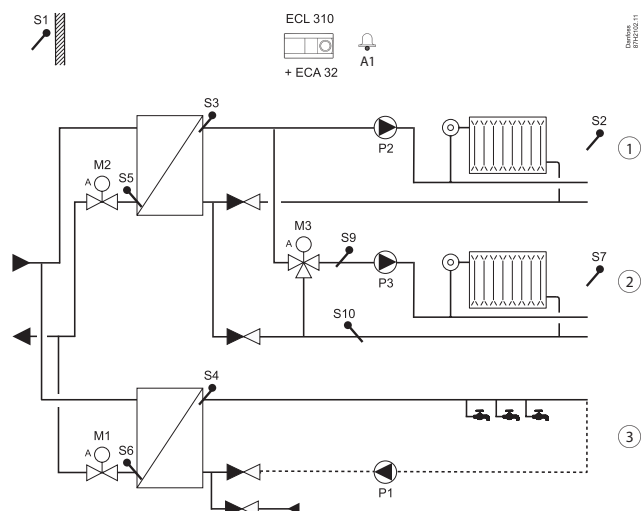 S1
ECL 310
A1
+ ECA 32
Danfoss
87H2102.11
S3
P2
S2
1
M2
A
S5
M3
A
S9
P3
S7
2
S10
S4
3
M1
A
S6
P1